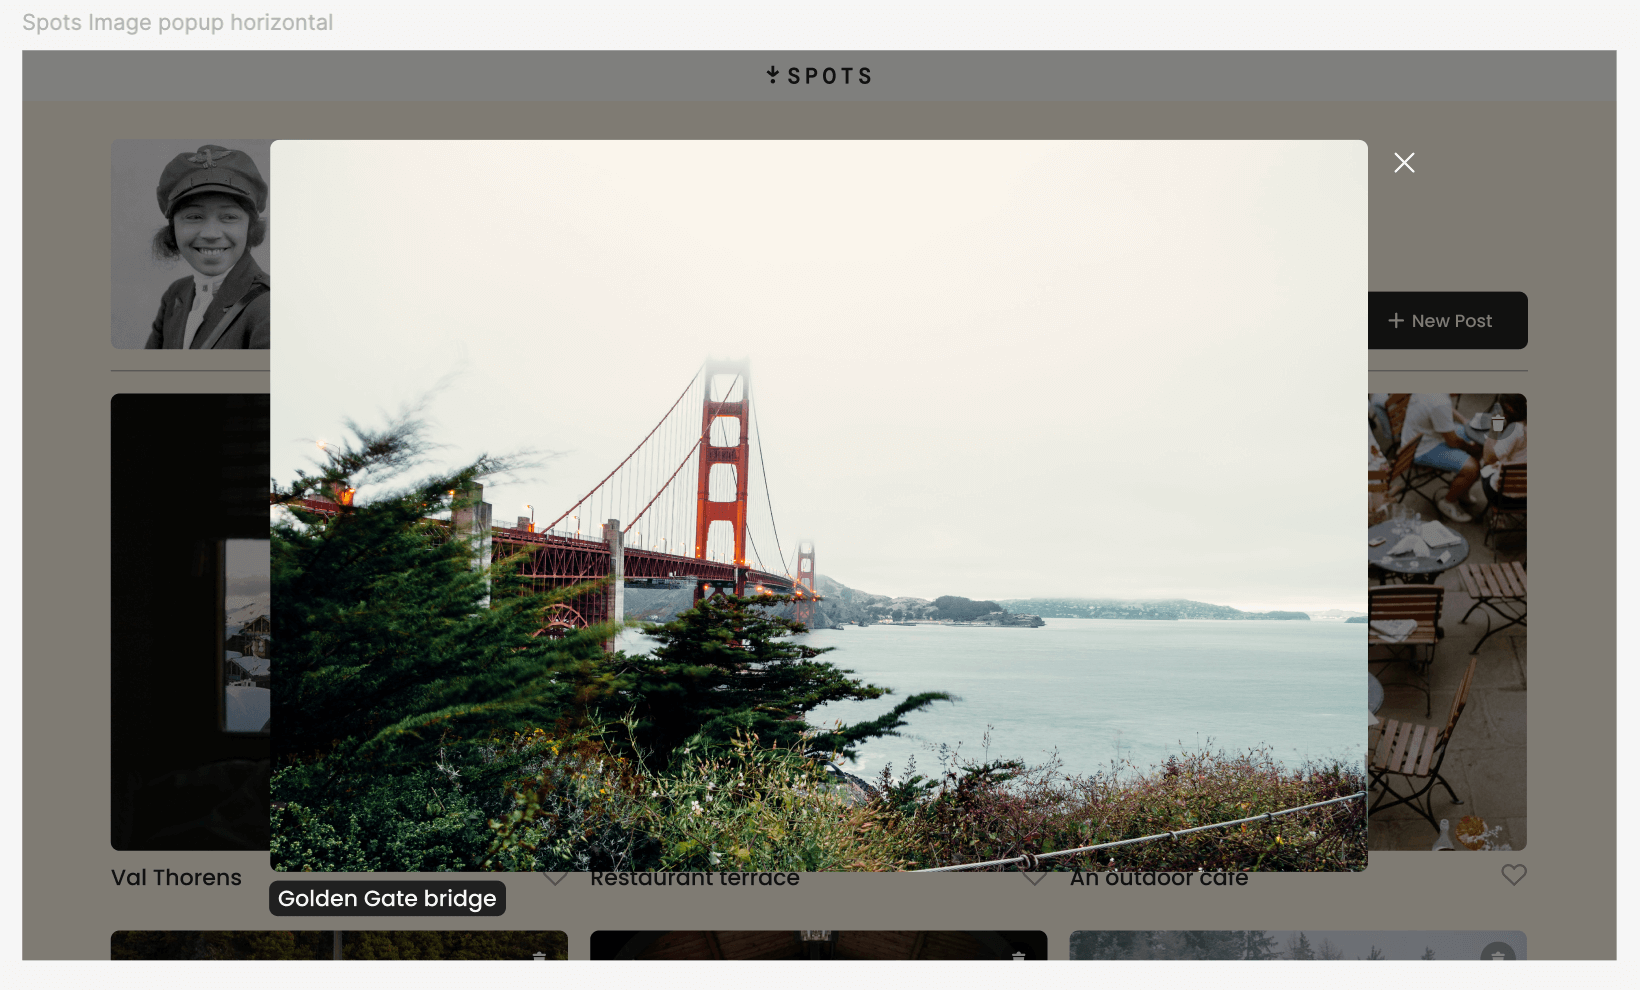 Spots Image popup horizontal
SPOTS
New Post
Val Thorens
Restaurant terrace
An outdoor cafe
Golden Gate bridge